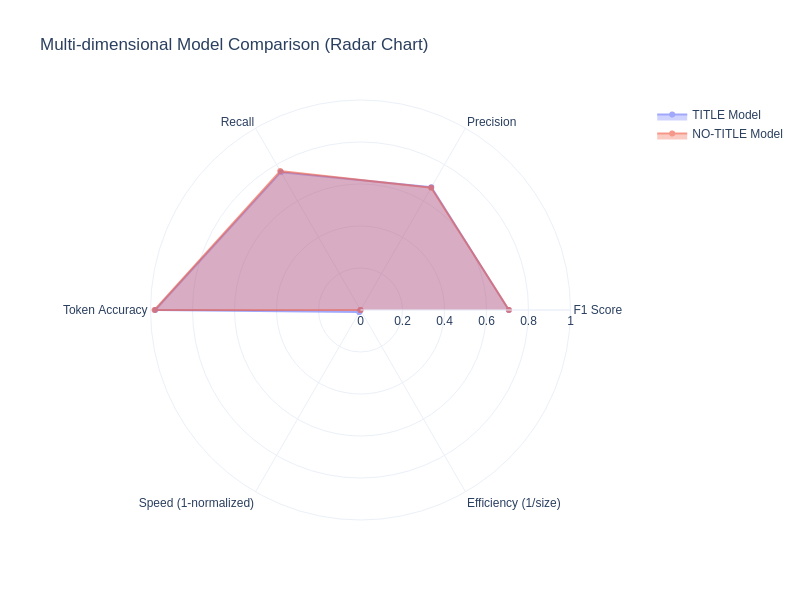 Multi-dimensional Model Comparison (Radar Chart)
TITLE Model
NO-TITLE Model
Recall
Precision
Token Accuracy
F1 Score
0 0.2 0.4 0.6 0.8 1
Speed (1-normalized)
Efficiency (1/size)